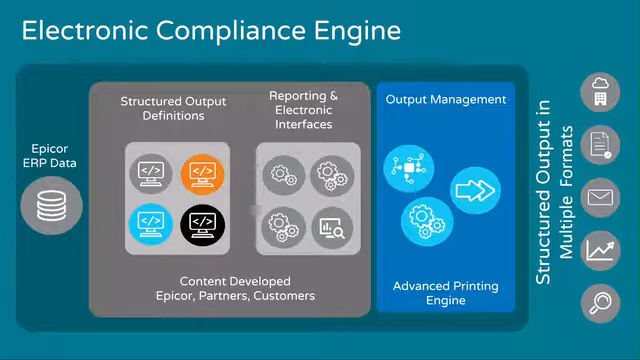 Electronic Compliance Engine
Epicor
ERP Data
Structured Output
Definitions
</>
</>
</>
</>
Reporting &
Electronic
Interfaces
Content Developed
Epicor, Partners, Customers
Output Management
Advanced Printing
Engine
Structured Output in
Multiple Formats